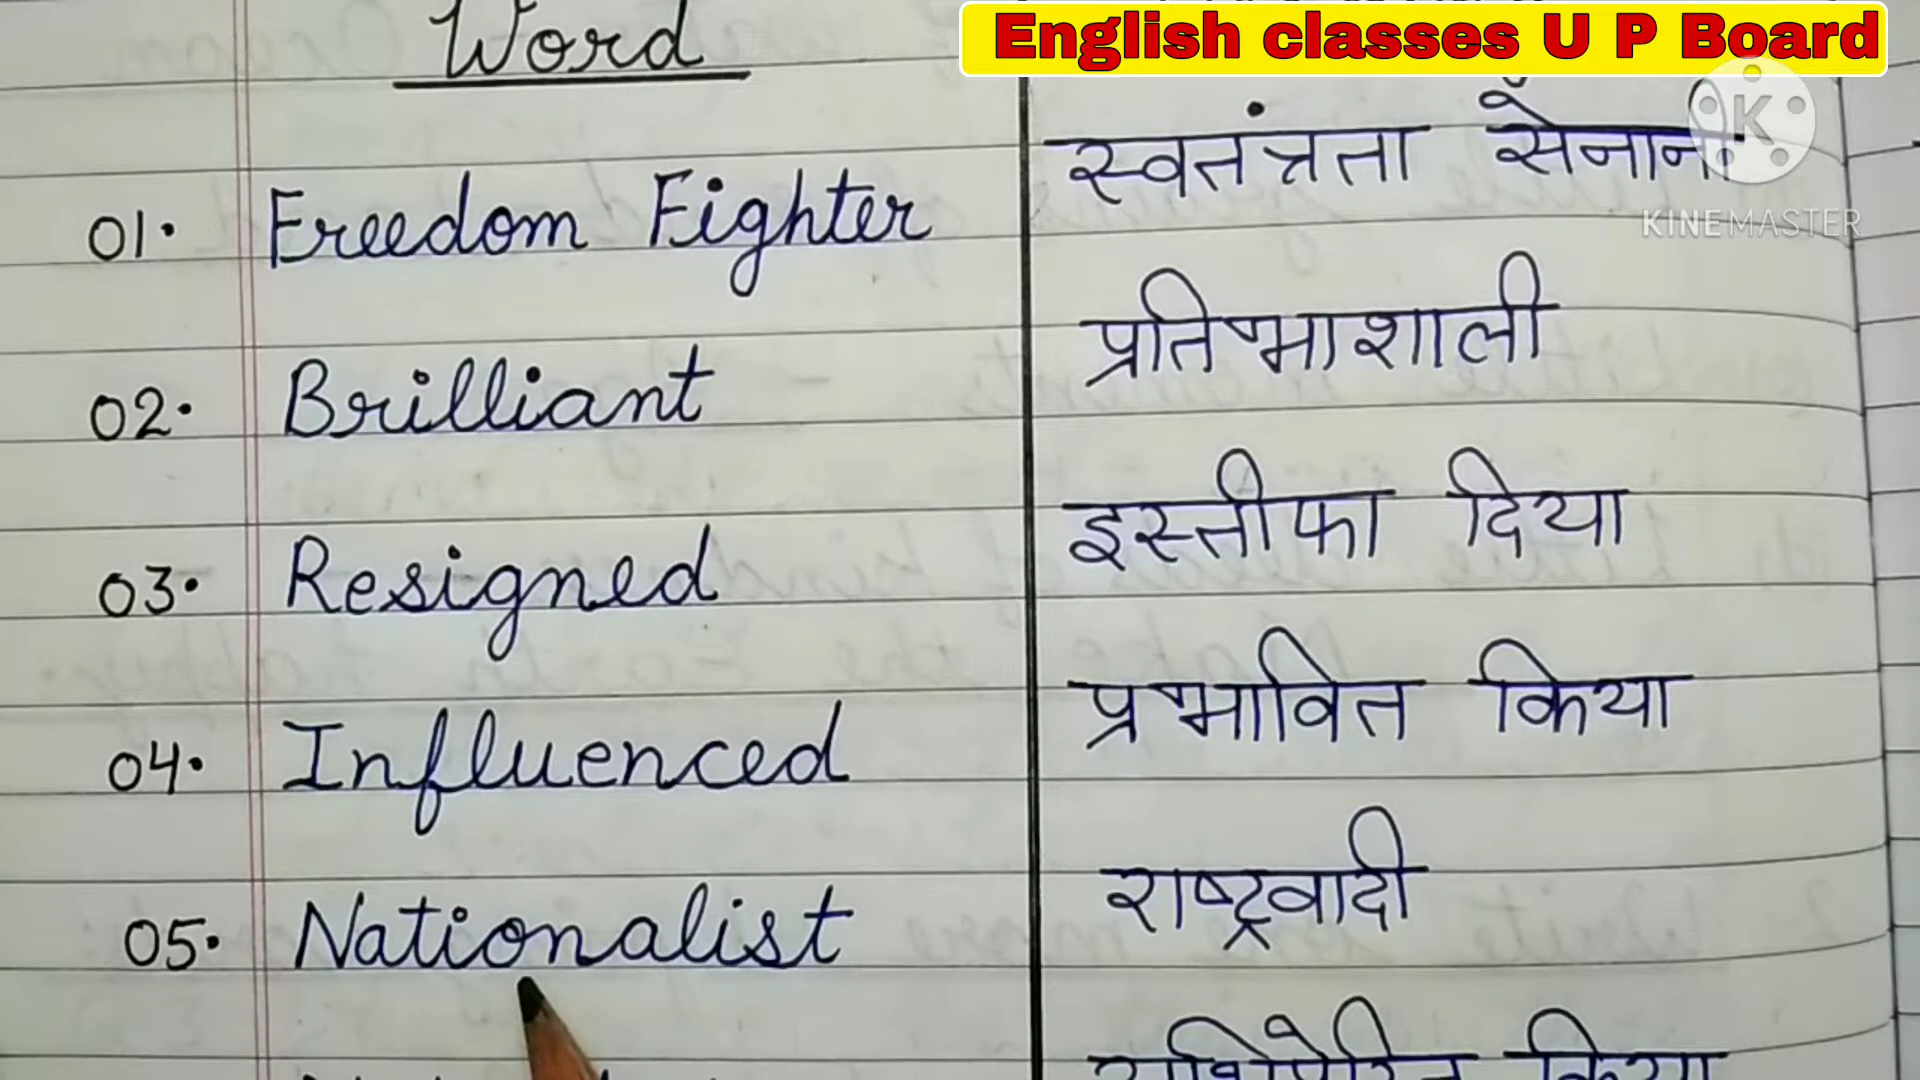 English classes U P Board
Word
KINEMASTER
01. Freedom Fighter स्वतंत्रता सेनानी
02. Brilliant प्रतिभाशाली
03. Resigned इस्तीफा दिया
04. Influenced प्रभावित किया
05. Nationalist राष्ट्रवादी
किया